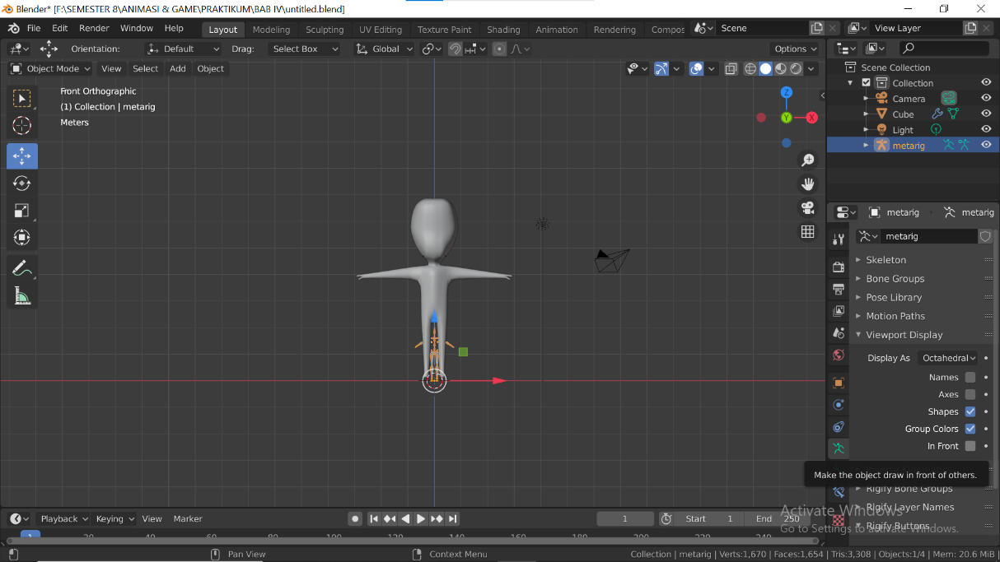 Blender* [F:\SEMESTER 8\ANIMASI & GAME\PRAKTIKUM\BAB IV\untitled.blend]
File Edit Render Window Help Layout Modeling Sculpting UV Editing Texture Paint Shading Animation Rendering Compos Scene View Layer
Orientation: Default Drag: Select Box Global Options
Object Mode View Select Add Object
Front Orthographic
(1) Collection | metarig
Meters
Z
Y
X
Scene Collection
Collection
Camera
Cube
Light
metarig
metarig metarig
metarig
Skeleton
Bone Groups
Pose Library
Motion Paths
Viewport Display
Display As Octahedral
Names
Axes
Shapes
Group Colors
In Front
Make the object draw in front of others.
Rigify Bone Groups
Rigify Layer Names
Rigify Buttons
Activate Windows
Go to Settings to activate Windows.
Playback Keying View Marker 1 Start 1 End 250
1 20 40 60 80 100 120 140 160 180 200 220 240
Pan View Context Menu Collection | metarig | Verts:1,670 | Faces:1,654 | Tris:3,308 | Objects:1/4 | Mem: 20.6 MiB